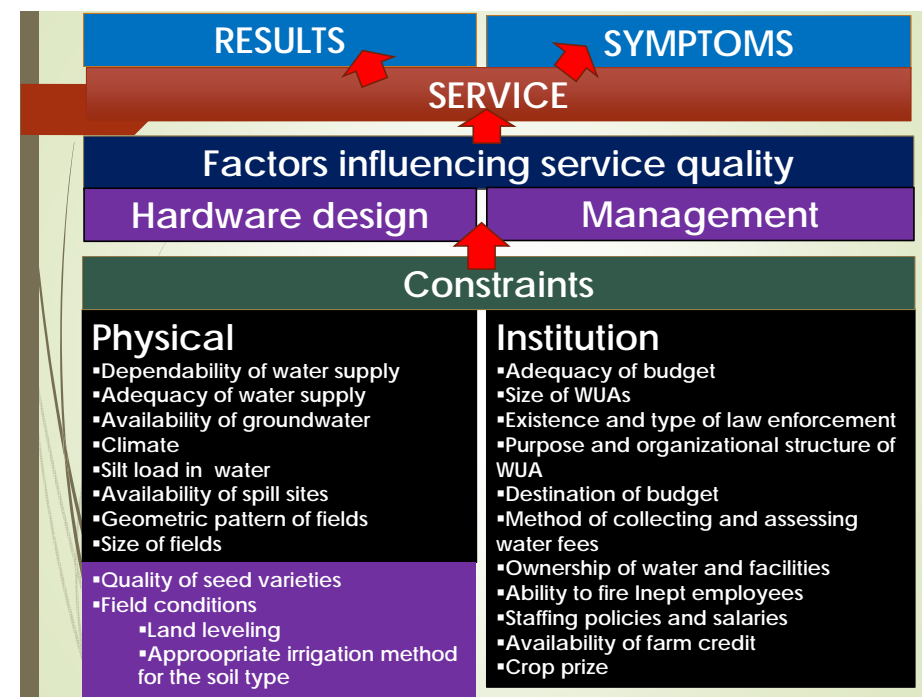 RESULTS
SYMPTOMS
SERVICE
Factors influencing service quality
Hardware design
Management
Constraints
Physical
▪Dependability of water supply
▪Adequacy of water supply
▪Availability of groundwater
▪Climate
▪Silt load in water
▪Availability of spill sites
▪Geometric pattern of fields
▪Size of fields
▪Quality of seed varieties
▪Field conditions
▪Land leveling
▪Approopriate irrigation method
for the soil type
Institution
▪Adequacy of budget
▪Size of WUAs
▪Existence and type of law enforcement
▪Purpose and organizational structure of
WUA
▪Destination of budget
▪Method of collecting and assessing
water fees
▪Ownership of water and facilities
▪Ability to fire Inept employees
▪Staffing policies and salaries
▪Availability of farm credit
▪Crop prize